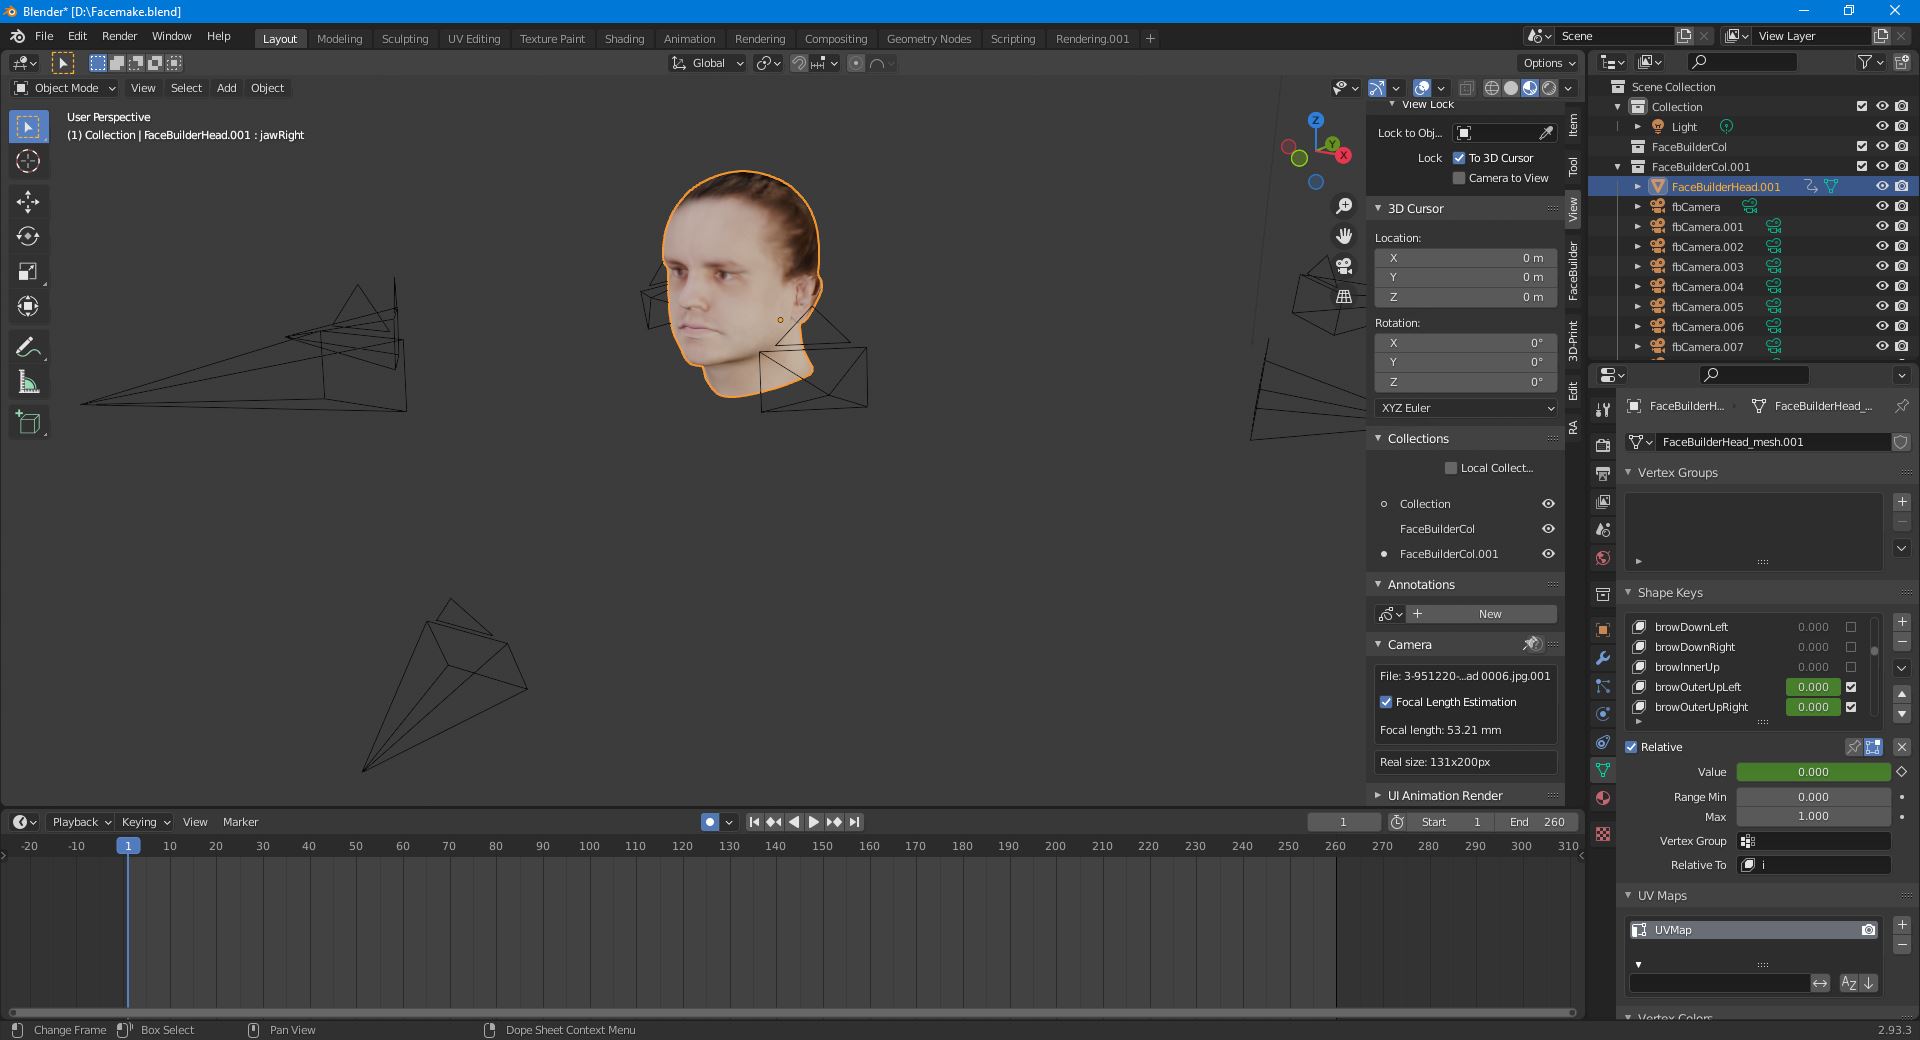 Blender* [D:\Facemake.blend]
File Edit Render Window Help
Layout Modeling Sculpting UV Editing Texture Paint Shading Animation Rendering Compositing Geometry Nodes Scripting Rendering.001 +
Scene
View Layer
Global
Options
Object Mode View Select Add Object
User Perspective
(1) Collection | FaceBuilderHead.001 : jawRight
Z
Y
X
View Lock
Lock to Obj...
Lock To 3D Cursor
Camera to View
3D Cursor
Location:
X 0 m
Y 0 m
Z 0 m
Rotation:
X 0°
Y 0°
Z 0°
XYZ Euler
Collections
Local Collect...
Collection
FaceBuilderCol
FaceBuilderCol.001
Annotations
+ New
Camera
File: 3-951220-...ad 0006.jpg.001
Focal Length Estimation
Focal length: 53.21 mm
Real size: 131x200px
UI Animation Render
Item
Tool
View
FaceBuilder
3D-Print
Edit
RA
Scene Collection
Collection
Light
FaceBuilderCol
FaceBuilderCol.001
FaceBuilderHead.001
fbCamera
fbCamera.001
fbCamera.002
fbCamera.003
fbCamera.004
fbCamera.005
fbCamera.006
fbCamera.007
FaceBuilderH...
FaceBuilderHead_...
FaceBuilderHead_mesh.001
Vertex Groups
Shape Keys
browDownLeft 0.000
browDownRight 0.000
browInnerUp 0.000
browOuterUpLeft 0.000
browOuterUpRight 0.000
Relative
Value 0.000
Range Min 0.000
Max 1.000
Vertex Group
Relative To i
UV Maps
UVMap
AZ
Vertex Colors
Playback Keying View Marker
1
Start 1
End 260
-20 -10 1 10 20 30 40 50 60 70 80 90 100 110 120 130 140 150 160 170 180 190 200 210 220 230 240 250 260 270 280 290 300 310
Change Frame Box Select Pan View Dope Sheet Context Menu
2.93.3